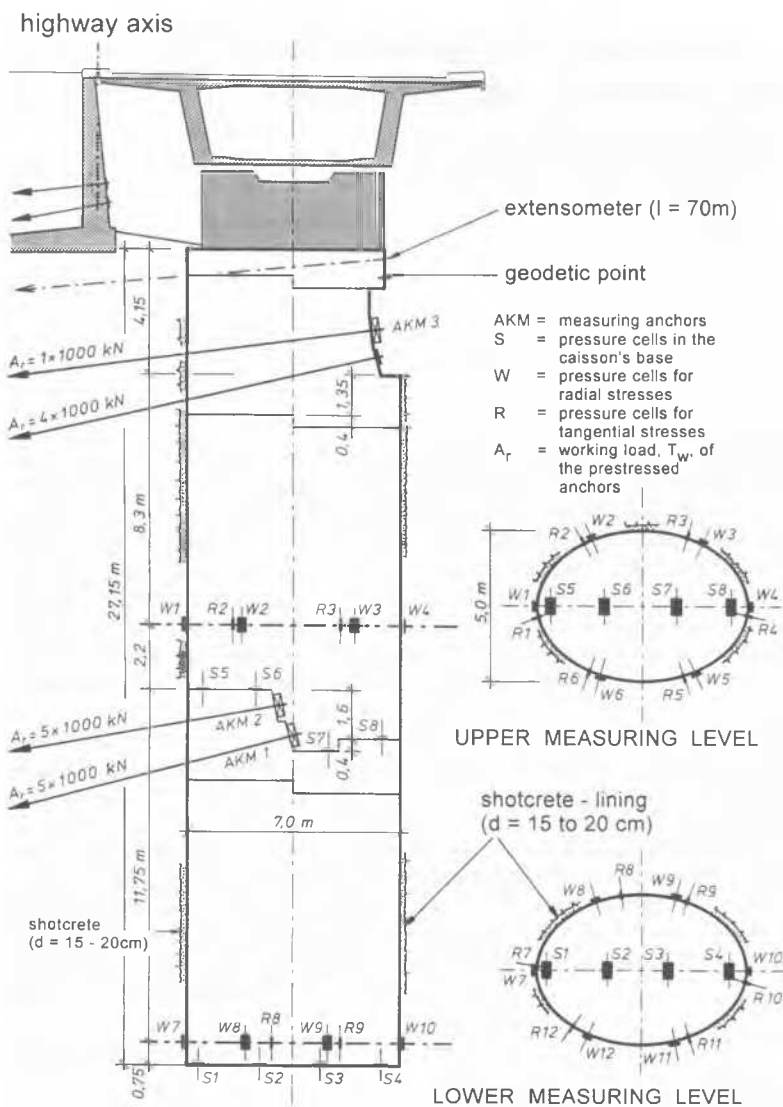 highway axis
extensometer (l = 70m)
geodetic point
AKM = measuring anchors
S = pressure cells in the
caisson's base
W = pressure cells for
radial stresses
R = pressure cells for
tangential stresses
A_r = working load, T_w, of
the prestressed
anchors
4,15
AKM 3
A_r = 1×1000 kN
A_r = 4×1000 kN
1,35
0,4
8,3 m
27,15 m
W1 R2 W2 R3 W3 W4
2,2
S5 S6
AKM 2
S7 S8
1,6
AKM 1
0,4
A_r = 5×1000 kN
A_r = 5×1000 kN
7,0 m
11,75 m
shotcrete
(d = 15 - 20cm)
W7 W8 R8 W9 R9 W10
0,75
S1 S2 S3 S4
R2 W2 R3 W3
W1 S5 S6 S7 S8 W4
R1 R4
R6 W6 R5 W5
5,0 m
UPPER MEASURING LEVEL
shotcrete - lining
(d = 15 to 20 cm)
W8 R8 W9 R9
R7 S1 S2 S3 S4 W10
W7 R10
R12 W12 W11 R11
LOWER MEASURING LEVEL